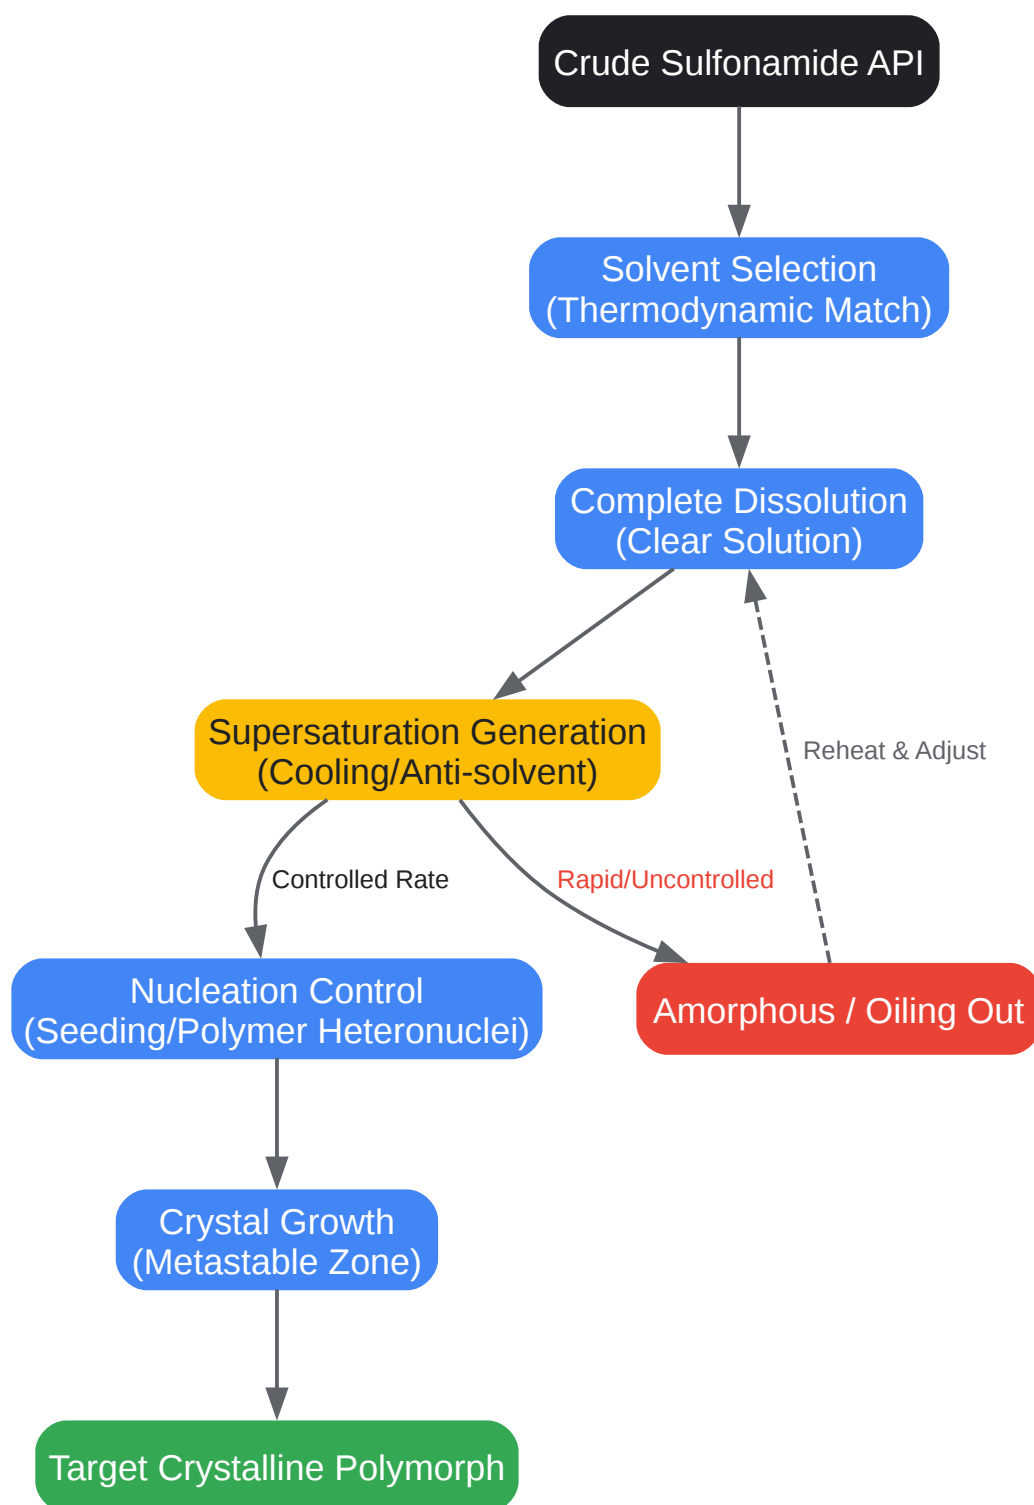 Crude Sulfonamide API
Solvent Selection
(Thermodynamic Match)
Complete Dissolution
(Clear Solution)
Supersaturation Generation
(Cooling/Anti-solvent)
Reheat & Adjust
Controlled Rate
Rapid/Uncontrolled
Nucleation Control
(Seeding/Polymer Heteronuclei)
Amorphous / Oiling Out
Crystal Growth
(Metastable Zone)
Target Crystalline Polymorph